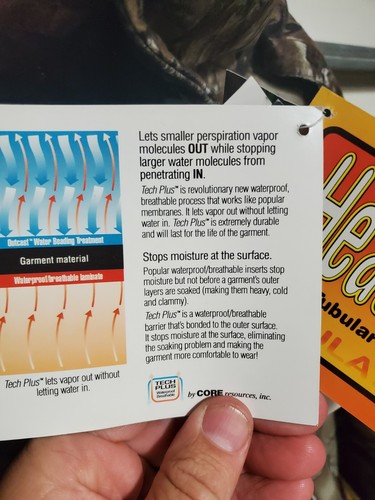 Lets smaller perspiration vapor
molecules OUT while stopping
larger water molecules from
penetrating IN.
Tech Plus™ is revolutionary new waterproof,
breathable process that works like popular
membranes. It lets vapor out without letting
water in. Tech Plus™ is extremely durable
and will last for the life of the garment.
Stops moisture at the surface.
Popular waterproof/breathable inserts stop
moisture but not before a garment's outer
layers are soaked (making them heavy, cold
and clammy).
Tech Plus™ is a waterproof/breathable
barrier that's bonded to the outer surface.
It stops moisture at the surface, eliminating
the soaking problem and making the
garment more comfortable to wear!
TECH
PLUS
by CORE resources, inc.
Outcast™ Water Beading Treatment
Garment material
Waterproof/breathable laminate
Tech Plus™ lets vapor out without
letting water in.
Hea
ubular
ULA